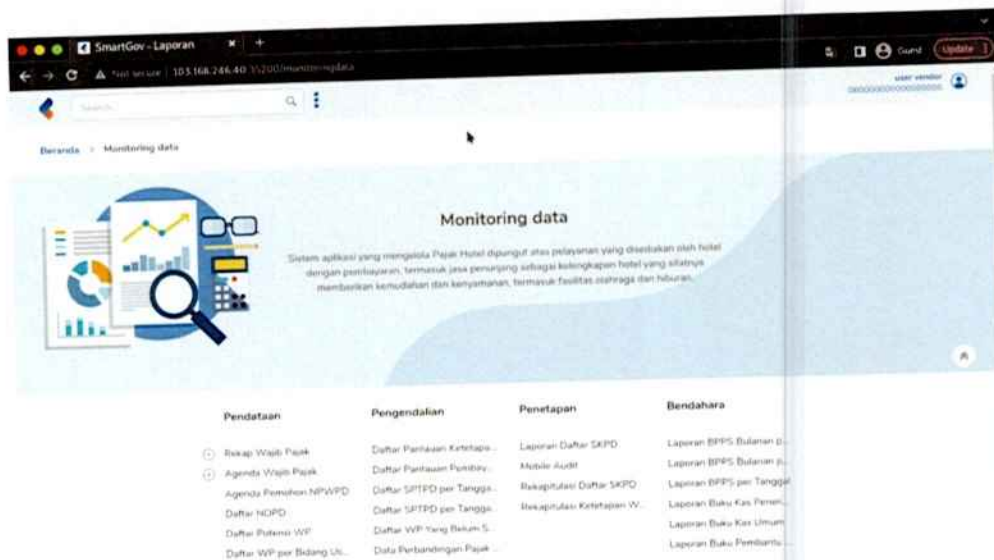 SmartGov - Laporan
Not secure 103.168.246.40
Guest
Update
Search...
user vendor
Beranda > Monitoring data
Monitoring data
Sistem aplikasi yang mengelola Pajak Hotel dipungut atas pelayanan yang disediakan oleh hotel
dengan pembayaran, termasuk jasa penunjang sebagai kelengkapan hotel yang sifatnya
memberikan kemudahan dan kenyamanan, termasuk fasilitas olahraga dan hiburan.
Pendataan
Rekap Wajib Pajak
Agenda Wajib Pajak
Agenda Pemohon NPWPD
Daftar NOPD
Daftar Potensi WP
Daftar WP per Bidang Us...
Pengendalian
Daftar Pantauan Ketetapa...
Daftar Pantauan Pembay...
Daftar SPTPD per Tangga...
Daftar SPTPD per Tangga...
Daftar WP Yang Belum S...
Data Perbandingan Pajak ...
Penetapan
Laporan Daftar SKPD
Mobile Audit
Rekapitulasi Daftar SKPD
Rekapitulasi Ketetapan W...
Bendahara
Laporan BPPS Bulanan p...
Laporan BPPS Bulanan p...
Laporan BPPS per Tanggal
Laporan Buku Kas Pener...
Laporan Buku Kas Umum
Laporan Buku Pembantu ...